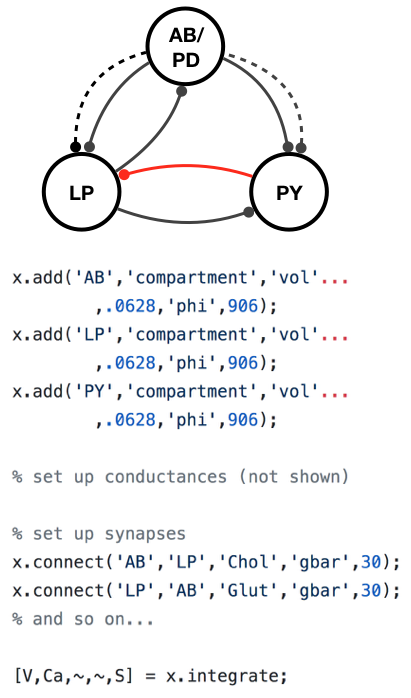 AB/
PD
LP
PY
x.add('AB','compartment','vol'...
,.0628,'phi',906);
x.add('LP','compartment','vol'...
,.0628,'phi',906);
x.add('PY','compartment','vol'...
,.0628,'phi',906);
% set up conductances (not shown)
% set up synapses
x.connect('AB','LP','Chol','gbar',30);
x.connect('LP','AB','Glut','gbar',30);
% and so on...
[V,Ca,~,~,S] = x.integrate;